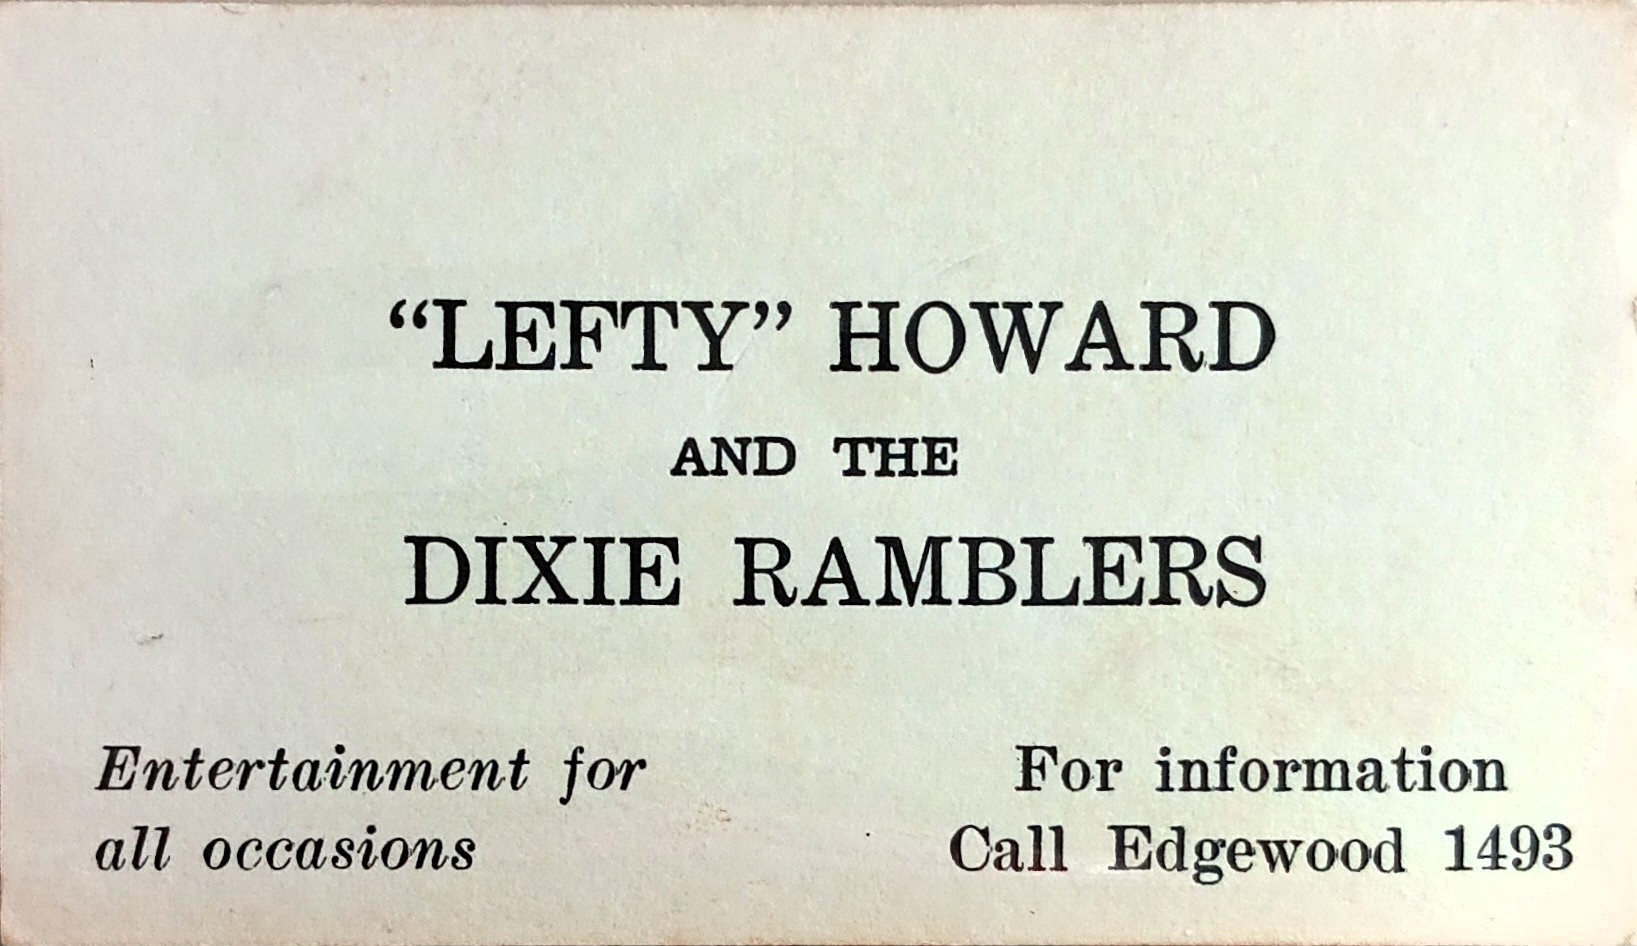 “LEFTY” HOWARD
AND THE
DIXIE RAMBLERS
Entertainment for
all occasions
For information
Call Edgewood 1493